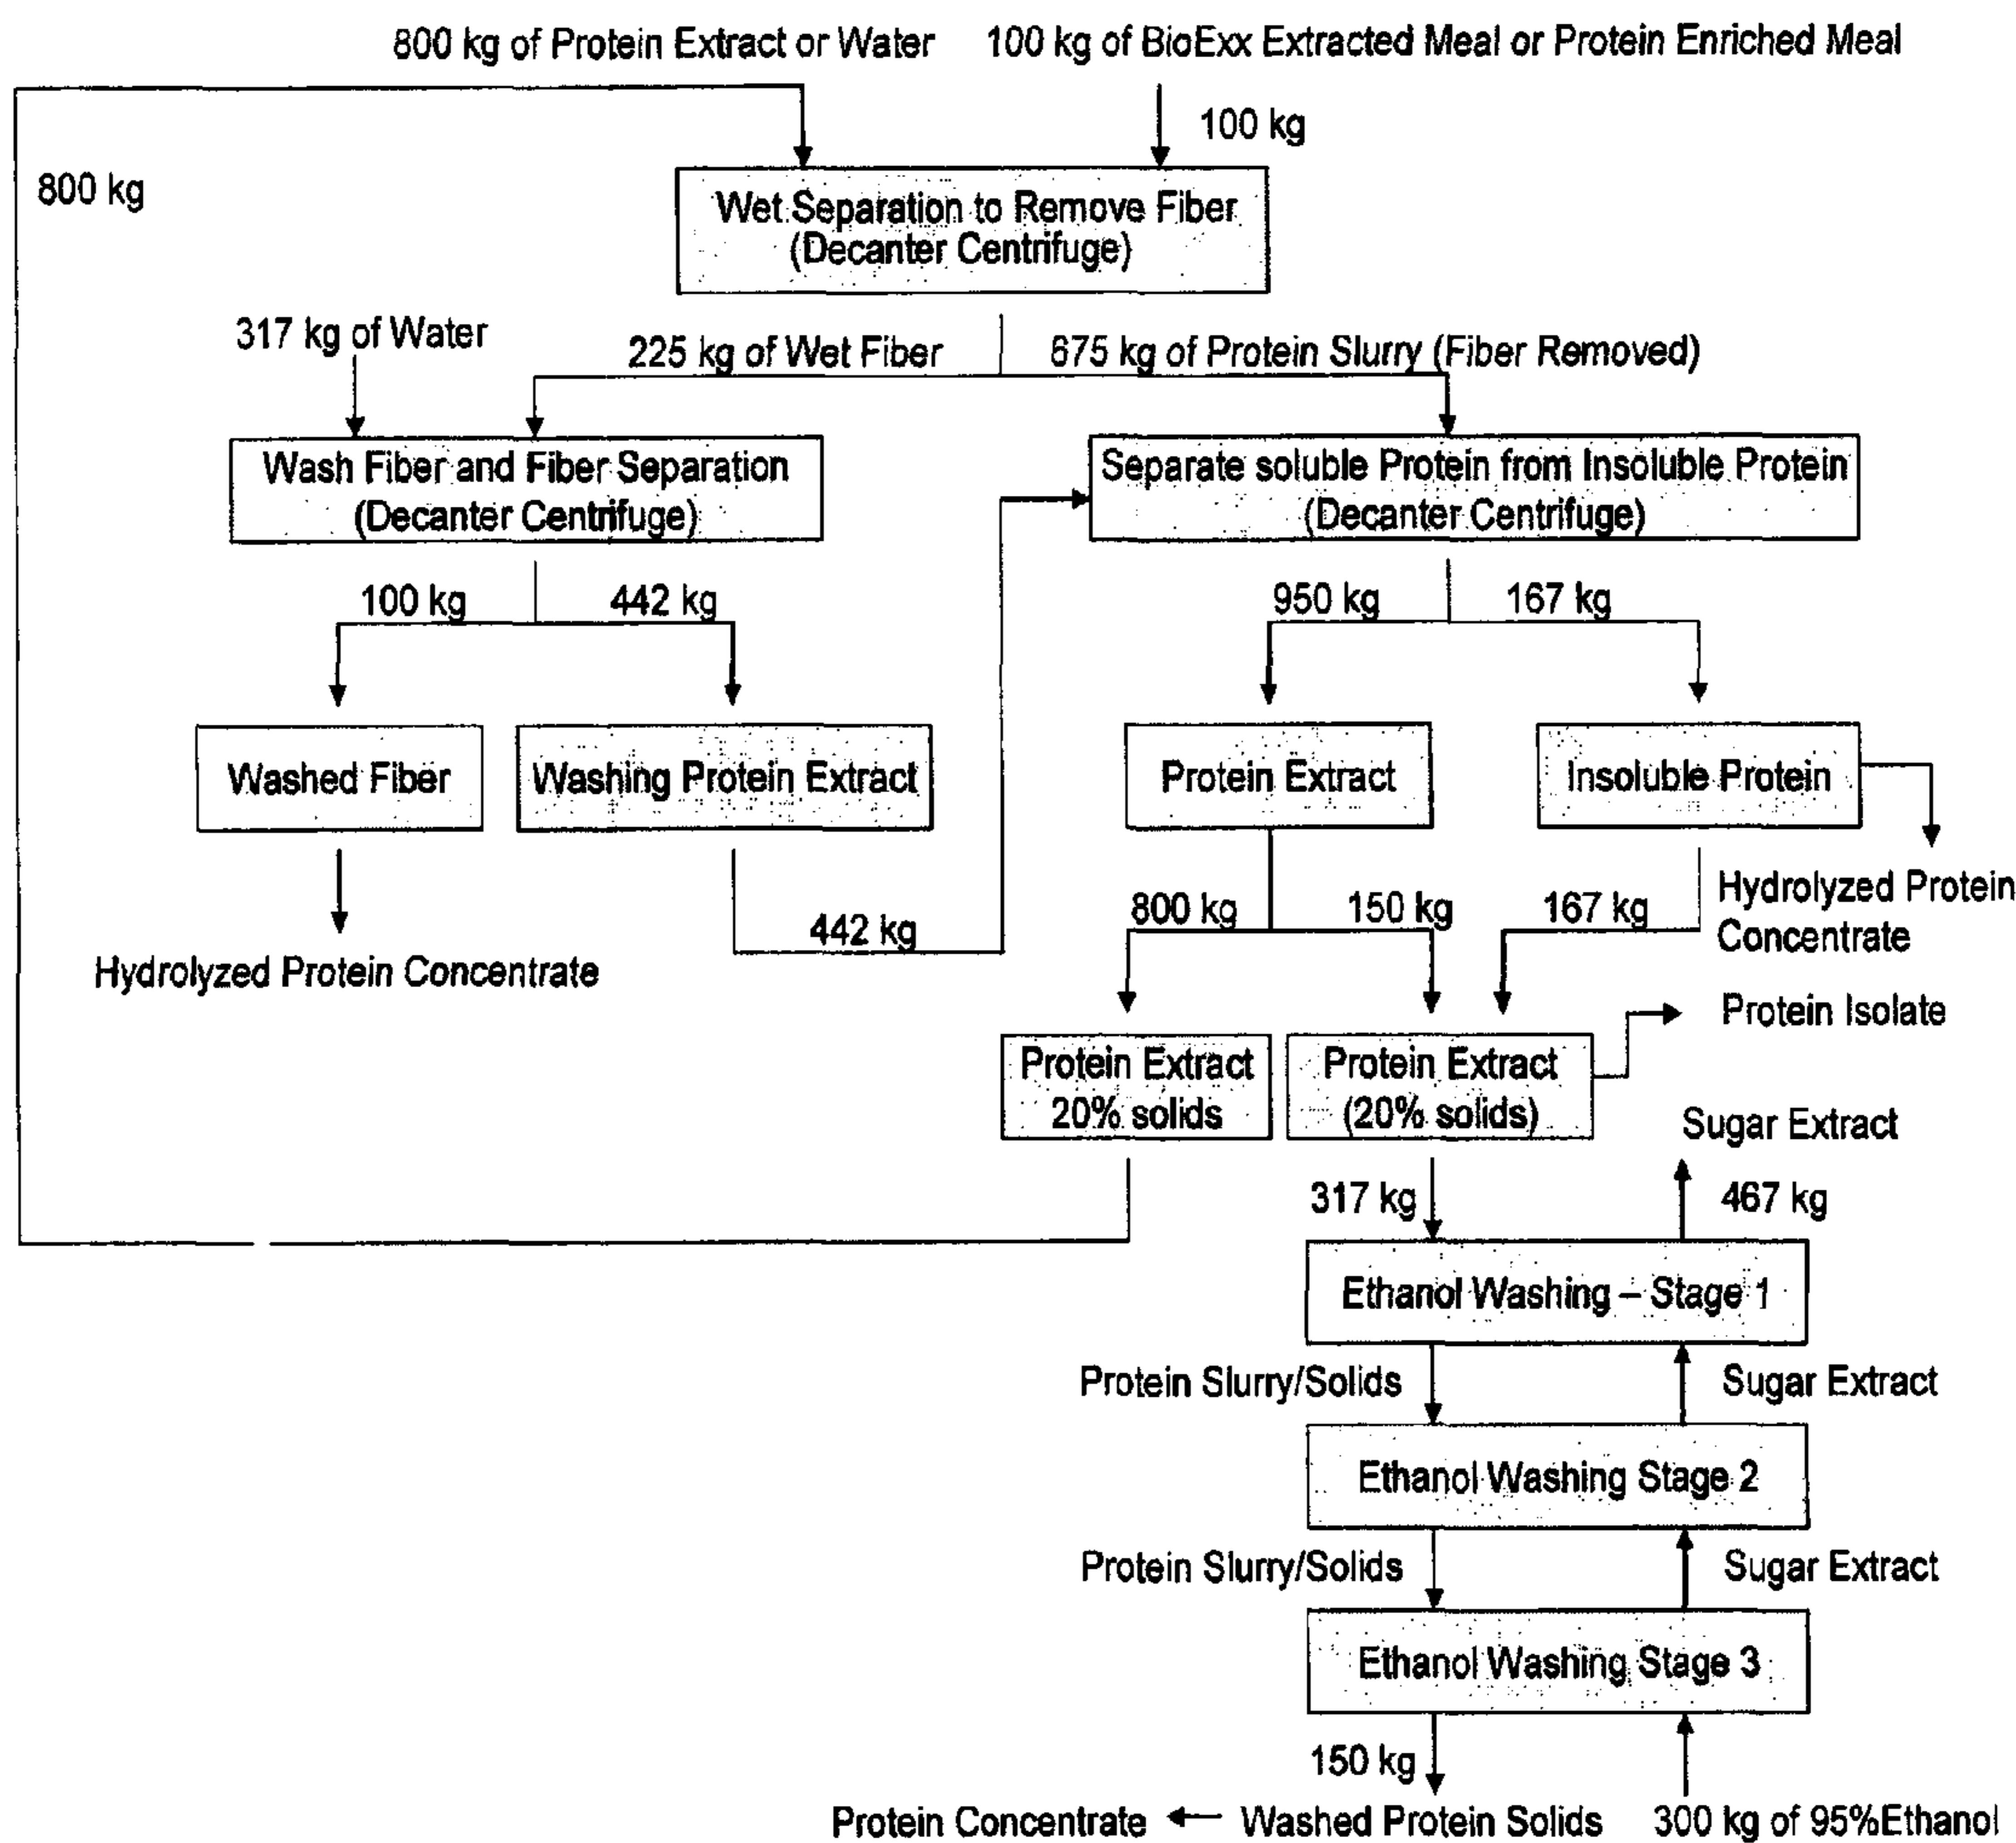 800 kg of Protein Extract or Water
100 kg of BioExx Extracted Meal or Protein Enriched Meal
100 kg
800 kg
Wet Separation to Remove Fiber
(Decanter Centrifuge)
317 kg of Water
225 kg of Wet Fiber
675 kg of Protein Slurry (Fiber Removed)
Wash Fiber and Fiber Separation
(Decanter Centrifuge)
Separate soluble Protein from Insoluble Protein
(Decanter Centrifuge)
100 kg
442 kg
950 kg
167 kg
Washed Fiber
Washing Protein Extract
Protein Extract
Insoluble Protein
800 kg
150 kg
167 kg
Hydrolyzed Protein
Concentrate
442 kg
Hydrolyzed Protein Concentrate
Protein Isolate
Protein Extract
20% solids
Protein Extract
(20% solids)
Sugar Extract
317 kg
467 kg
Ethanol Washing – Stage 1
Protein Slurry/Solids
Sugar Extract
Ethanol Washing Stage 2
Protein Slurry/Solids
Sugar Extract
Ethanol Washing Stage 3
150 kg
Protein Concentrate
Washed Protein Solids
300 kg of 95%Ethanol